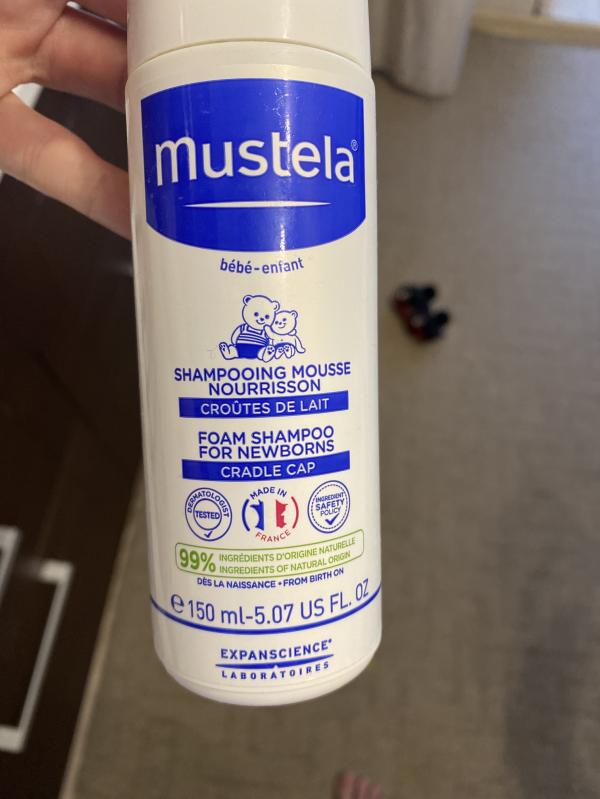 mustela®
bébé-enfant
SHAMPOOING MOUSSE
NOURRISSON
CROÛTES DE LAIT
FOAM SHAMPOO
FOR NEWBORNS
CRADLE CAP
DERMATOLOGIST
TESTED
MADE IN
FRANCE
INGREDIENT
SAFETY
POLICY
99% INGRÉDIENTS D'ORIGINE NATURELLE
INGREDIENTS OF NATURAL ORIGIN
DÈS LA NAISSANCE • FROM BIRTH ON
℮ 150 ml-5.07 US FL. OZ
EXPANSCIENCE®
LABORATOIRES